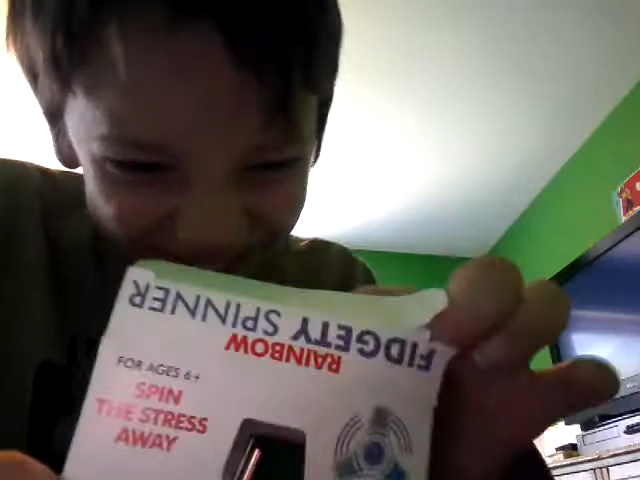 FIDGETY SPINNER
RAINBOW
FOR AGES 6+
SPIN
THE STRESS
AWAY